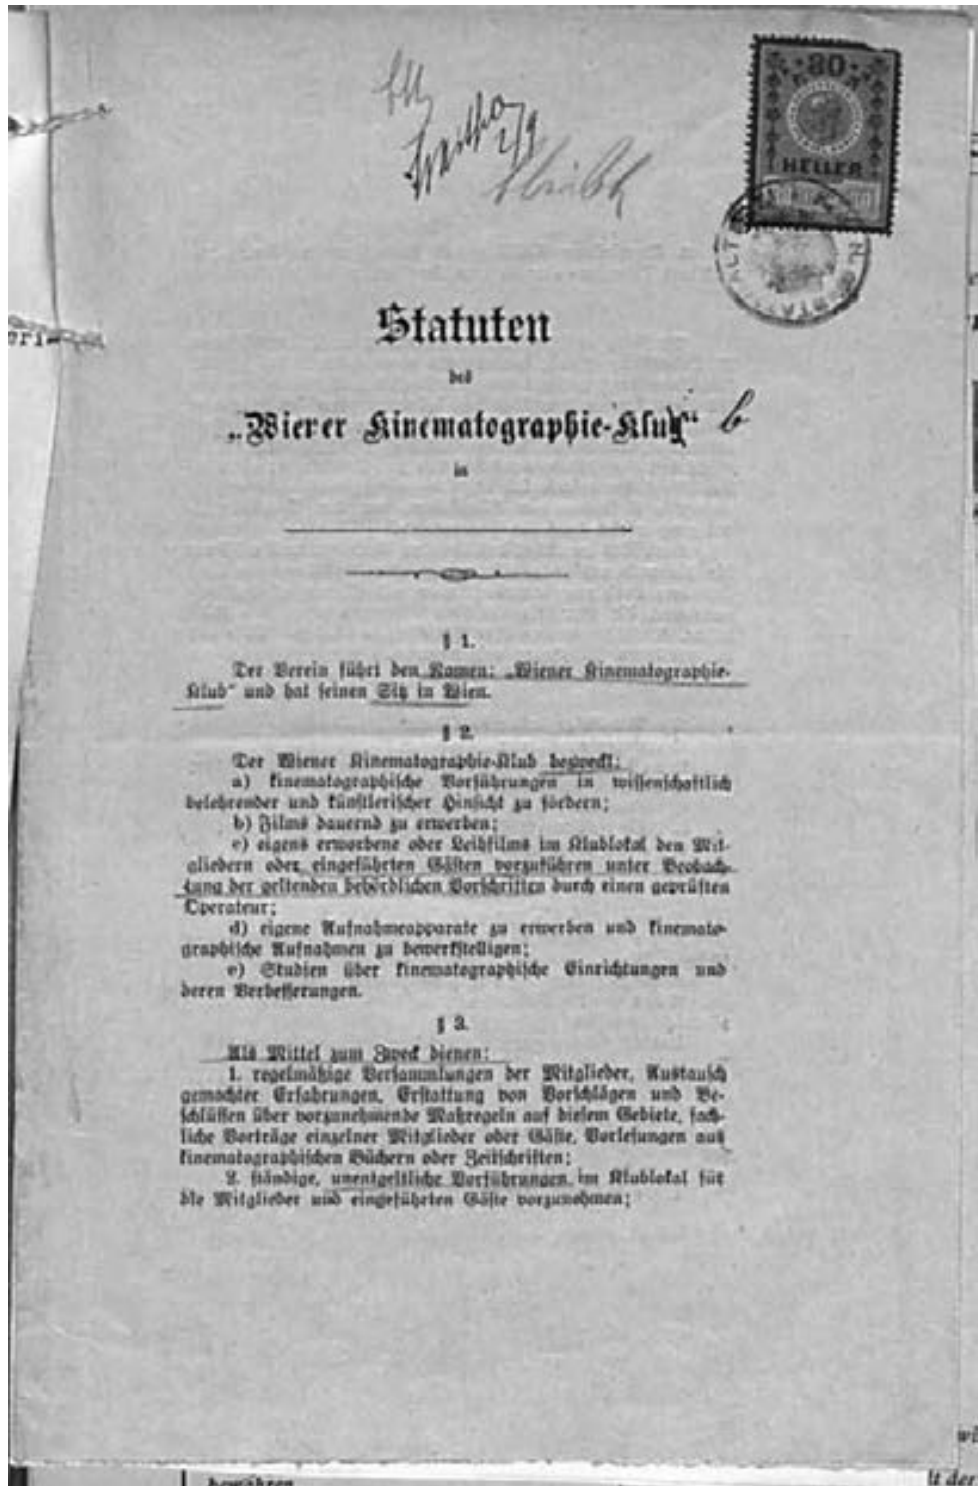 30
HELLER
Statuten
des
„Wiener Kinematographie-Klub“ b
in
§ 1.
Der Verein führt den Namen: „Wiener Kinematographie-
Klub“ und hat seinen Sitz in Wien.
§ 2.
Der Wiener Kinematographie-Klub bezweckt:
a) kinematographische Vorführungen in wissenschaftlich
belehrender und künstlerischer Hinsicht zu fördern;
b) Films dauernd zu erwerben;
c) eigens erworbene oder Leihfilms im Klublokal den Mit-
gliedern oder eingeführten Gästen vorzuführen unter Beobach-
tung der geltenden behördlichen Vorschriften durch einen geprüften
Operateur;
d) eigene Aufnahmeapparate zu erwerben und kinemato-
graphische Aufnahmen zu bewerkstelligen;
e) Studien über kinematographische Einrichtungen und
deren Verbesserungen.
§ 3.
Als Mittel zum Zweck dienen:
1. regelmäßige Versammlungen der Mitglieder, Austausch
gemachter Erfahrungen, Erstattung von Vorschlägen und Be-
schlüssen über vorzunehmende Maßregeln auf diesem Gebiete, fach-
liche Vorträge einzelner Mitglieder oder Gäste, Vorlesungen aus
kinematographischen Büchern oder Zeitschriften;
2. ständige, unentgeltliche Vorführungen im Klublokal für
die Mitglieder und eingeführten Gäste vorzunehmen;
lt der